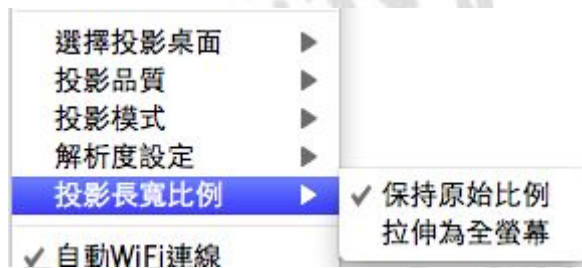 選擇投影桌面
投影品質
投影模式
解析度設定
投影長寬比例
保持原始比例
拉伸為全螢幕
自動WiFi連線